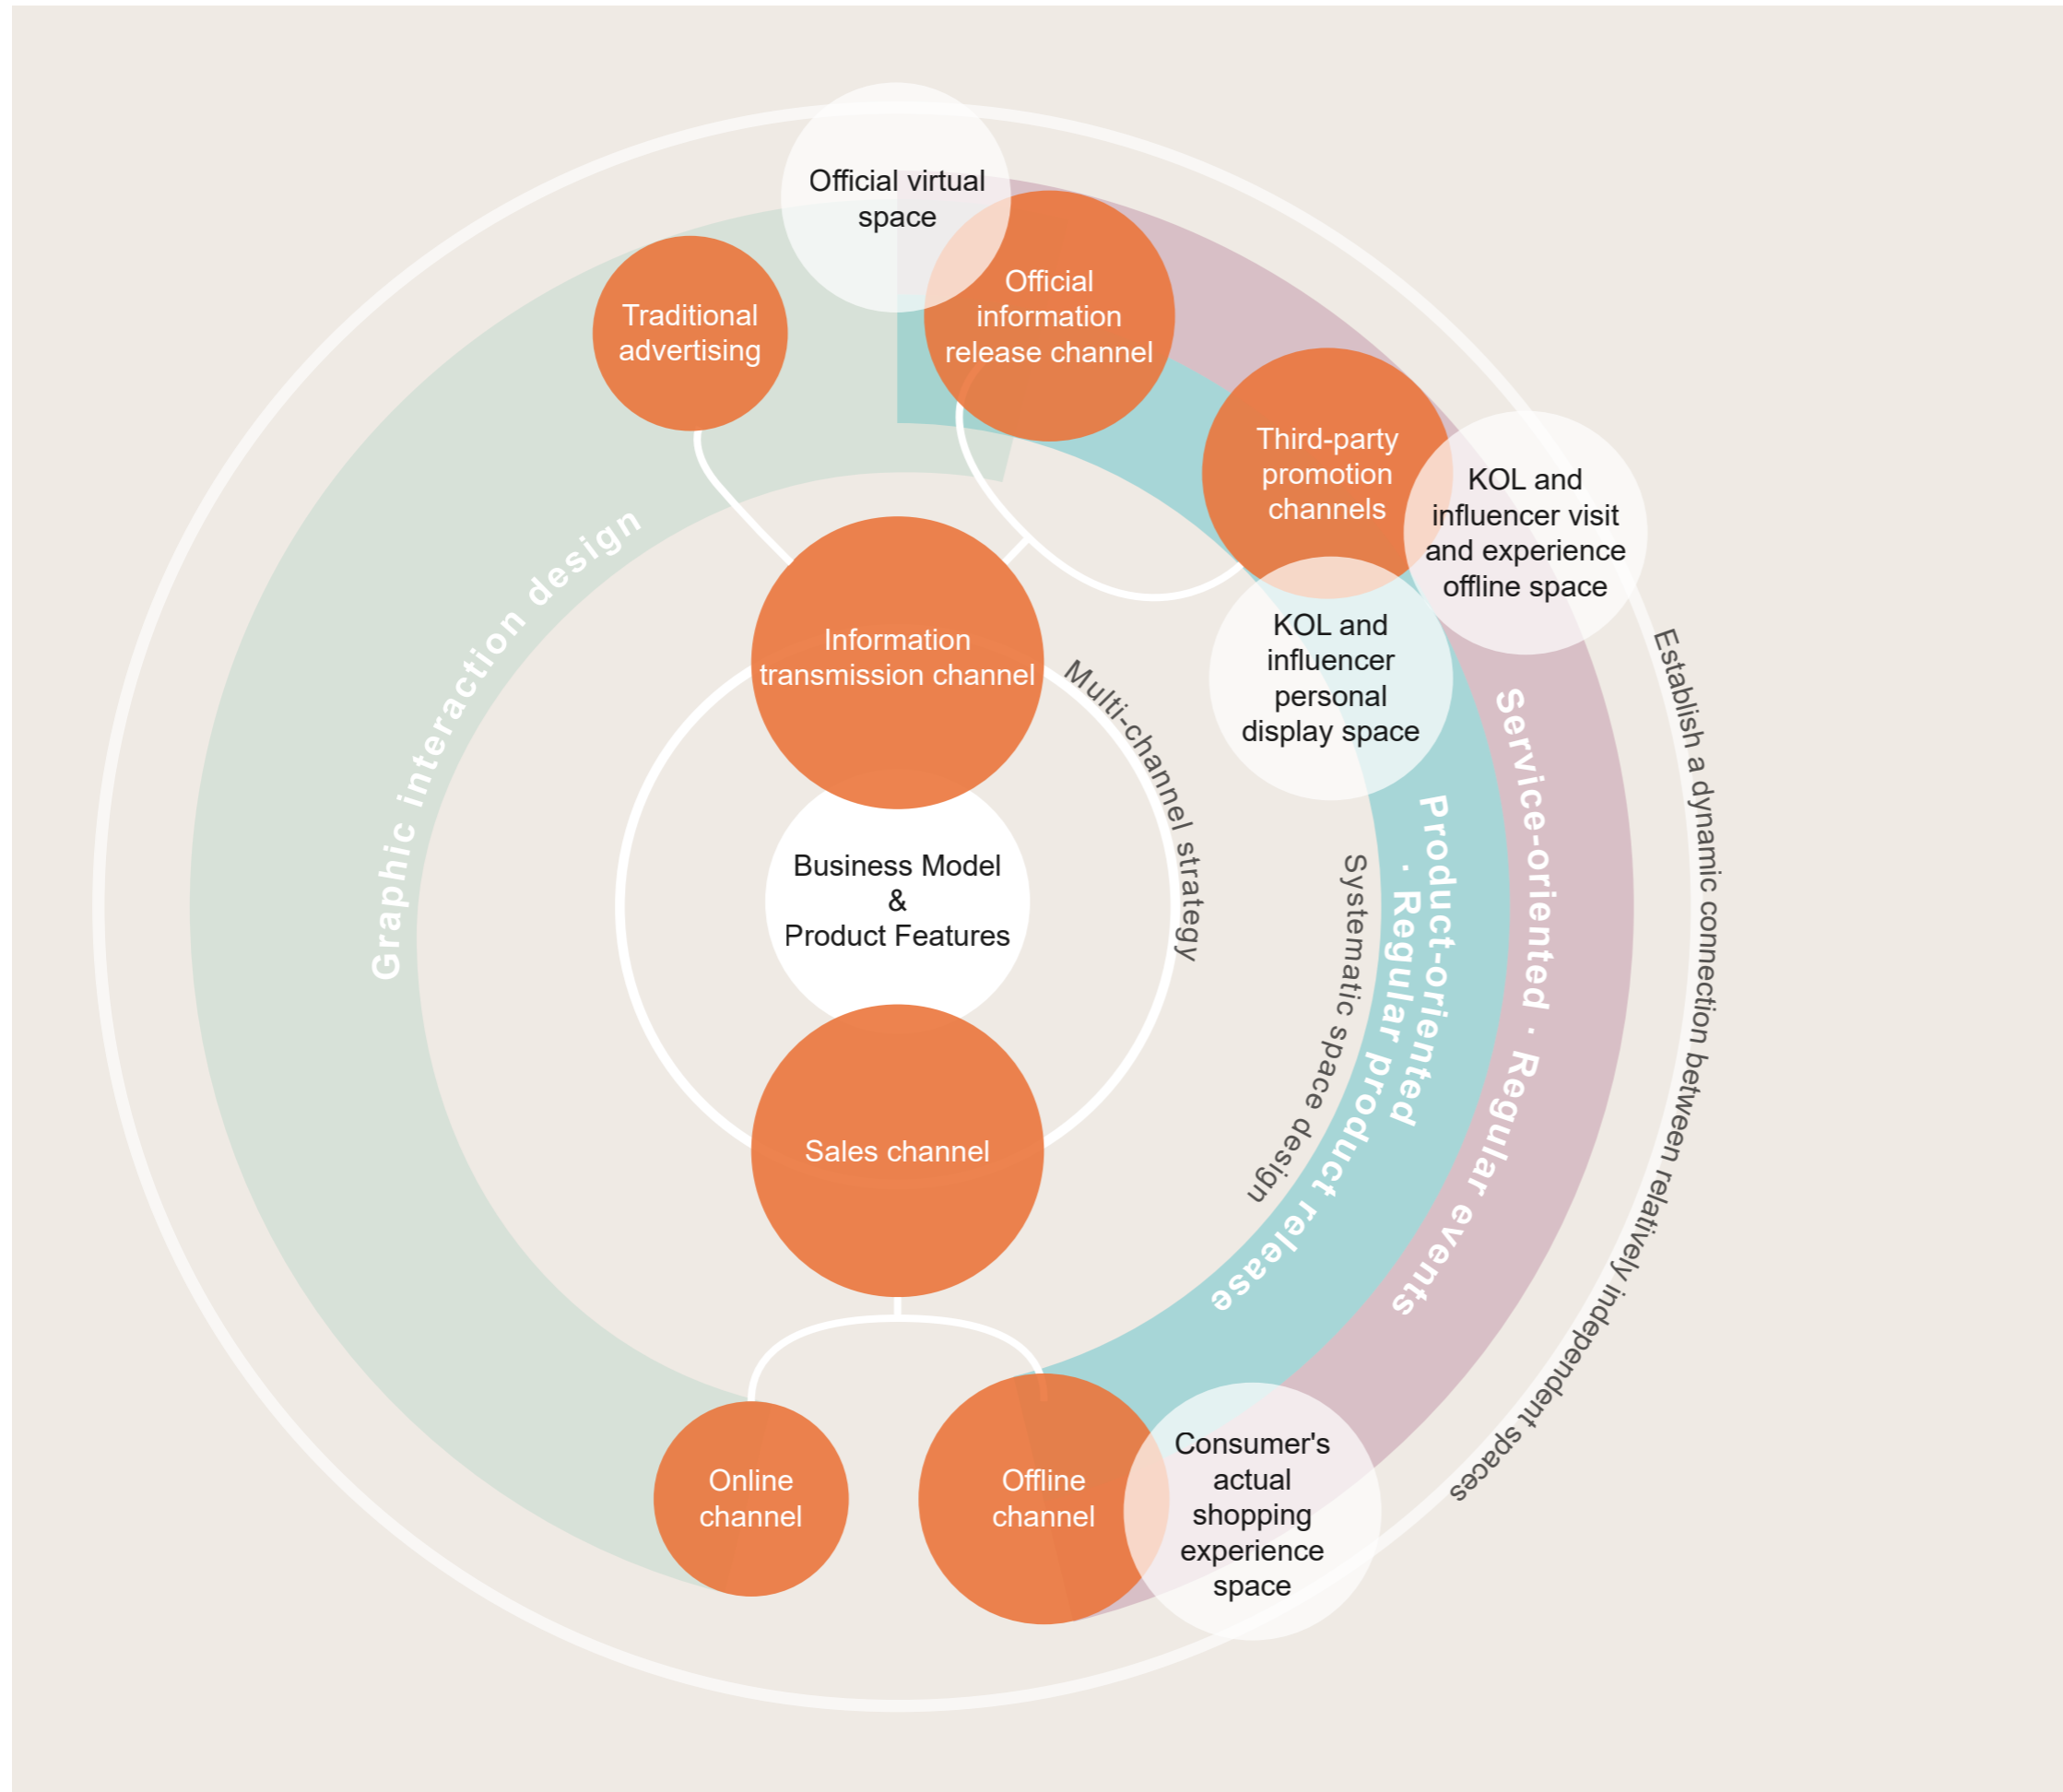 Official virtual
space
Official
information
release channel
Traditional
advertising
Third-party
promotion
channels
KOL and
influencer visit
and experience
offline space
KOL and
influencer
personal
display space
Graphic interaction design
Information
transmission channel
Multi-channel strategy
Business Model
&
Product Features
Systematic space design
Product-oriented
· Regular product release
Service-oriented · Regular events
Establish a dynamic connection between relatively independent spaces
Sales channel
Online
channel
Offline
channel
Consumer's
actual
shopping
experience
space